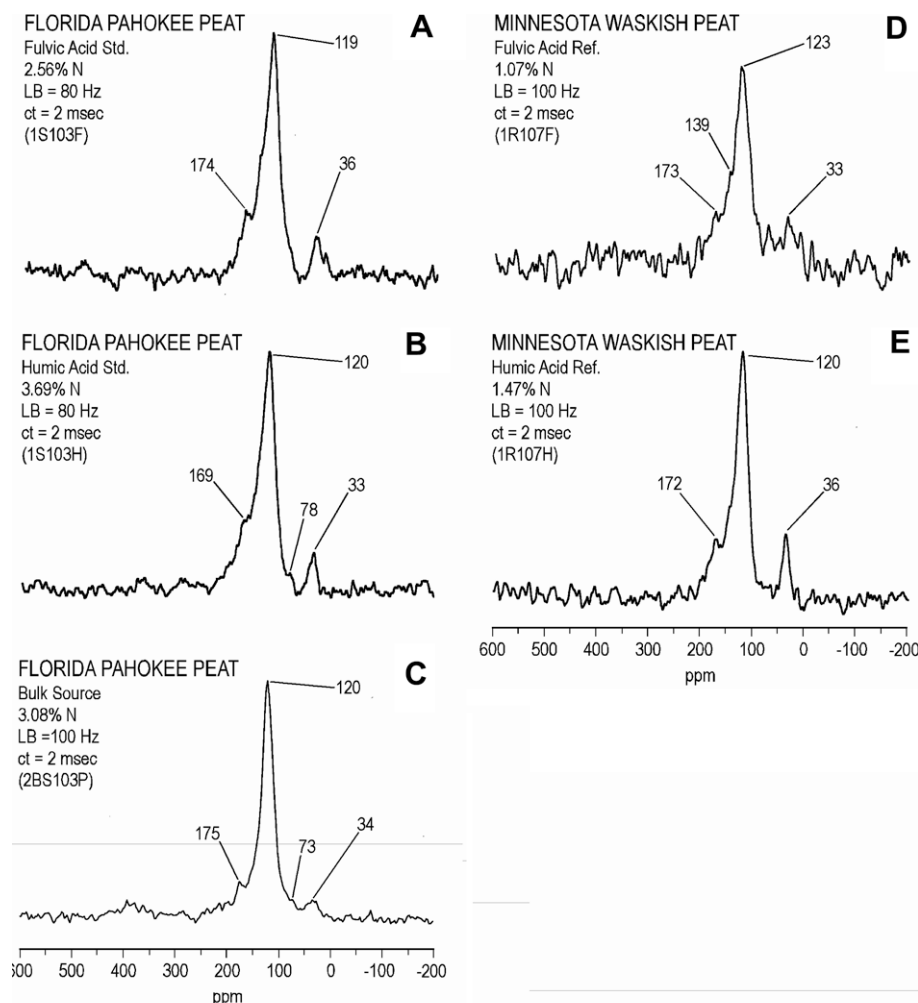 FLORIDA PAHOKEE PEAT
A
Fulvic Acid Std.
2.56% N
LB = 80 Hz
ct = 2 msec
(1S103F)
119
174
36
FLORIDA PAHOKEE PEAT
B
Humic Acid Std.
3.69% N
LB = 80 Hz
ct = 2 msec
(1S103H)
120
169
78
33
FLORIDA PAHOKEE PEAT
C
Bulk Source
3.08% N
LB =100 Hz
ct = 2 msec
(2BS103P)
120
175
73
34
600 500 400 300 200 100 0 -100 -200
ppm
MINNESOTA WASKISH PEAT
D
Fulvic Acid Ref.
1.07% N
LB = 100 Hz
ct = 2 msec
(1R107F)
123
139
173
33
MINNESOTA WASKISH PEAT
E
Humic Acid Ref.
1.47% N
LB = 100 Hz
ct = 2 msec
(1R107H)
120
172
36
600 500 400 300 200 100 0 -100 -200
ppm